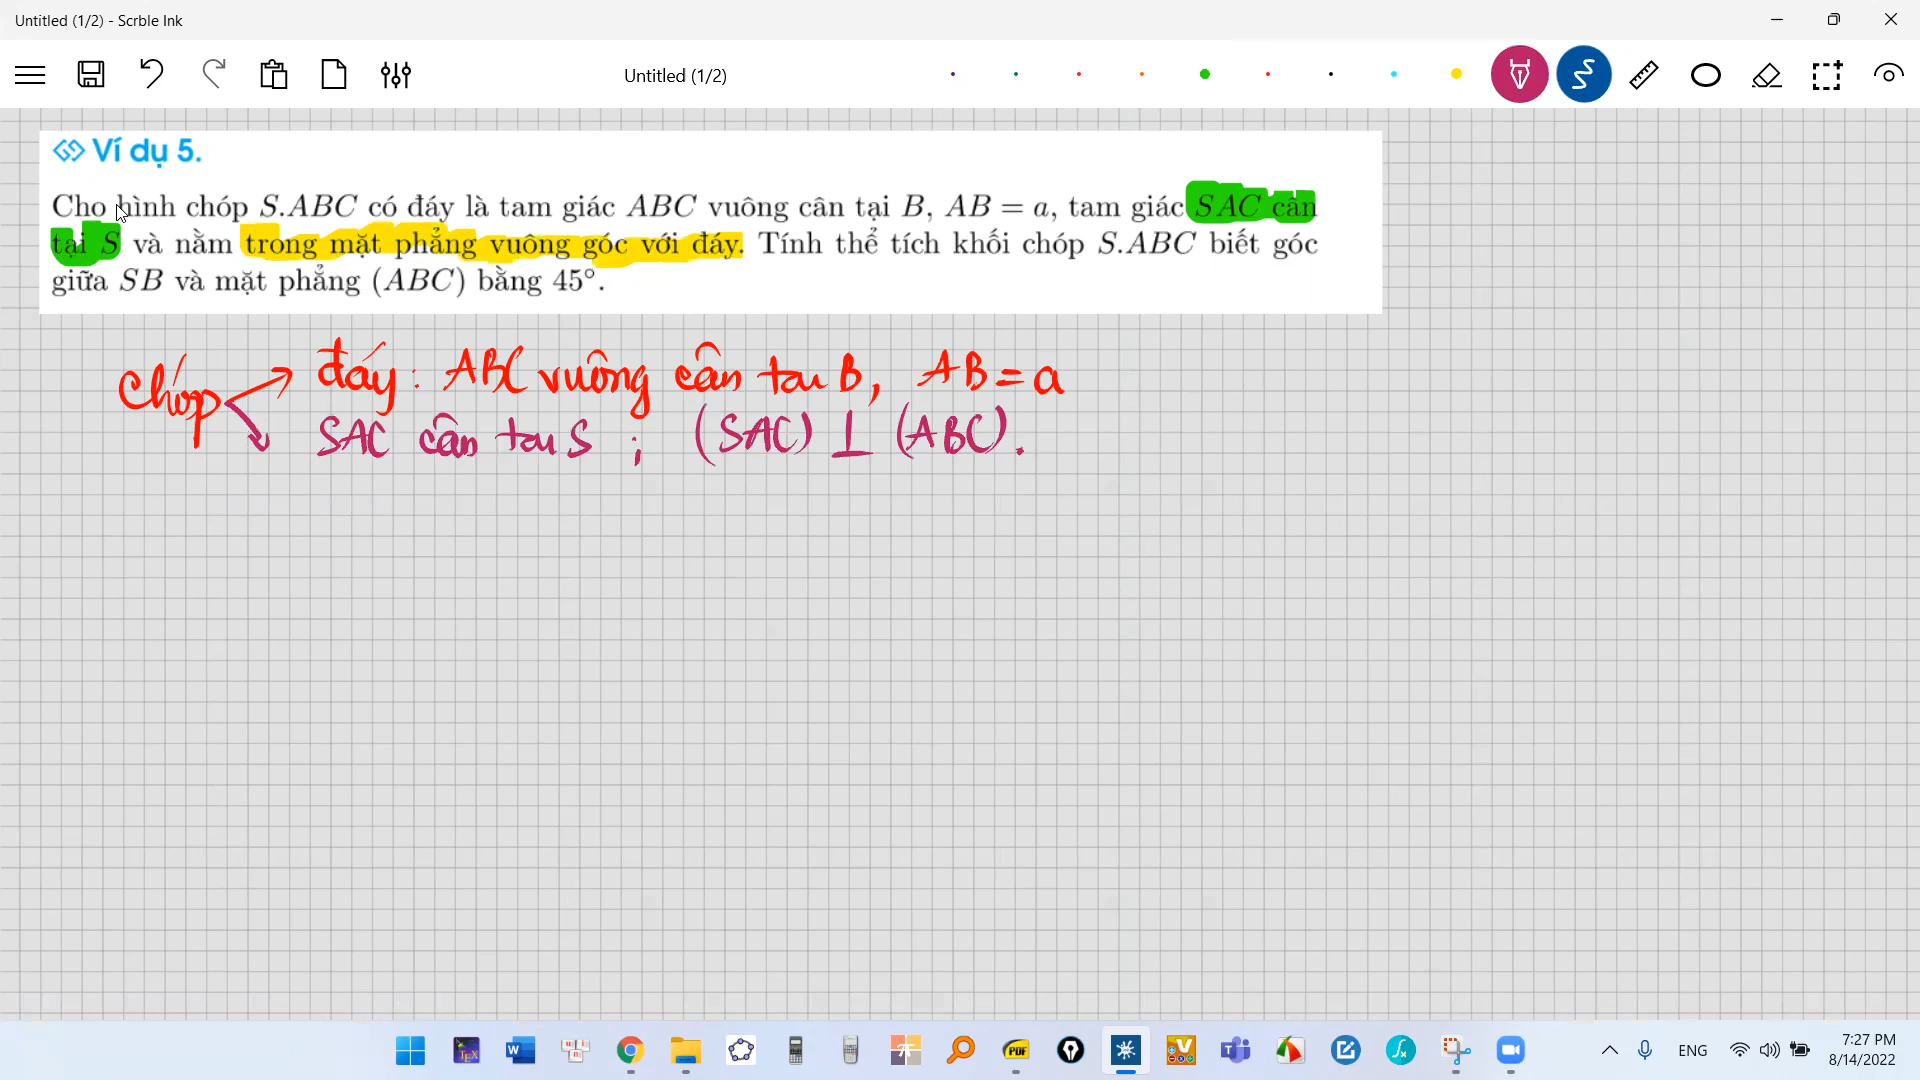 Untitled (1/2) - Scrble Ink
Untitled (1/2)
Ví dụ 5.
Cho hình chóp S.ABC có đáy là tam giác ABC vuông cân tại B, AB = a, tam giác SAC cân
tại S và nằm trong mặt phẳng vuông góc với đáy. Tính thể tích khối chóp S.ABC biết góc
giữa SB và mặt phẳng (ABC) bằng 45°.
Chóp đáy: ABC vuông cân tại B, AB = a
SAC cân tại S ; (SAC) ⊥ (ABC).
7:27 PM
ENG
8/14/2022